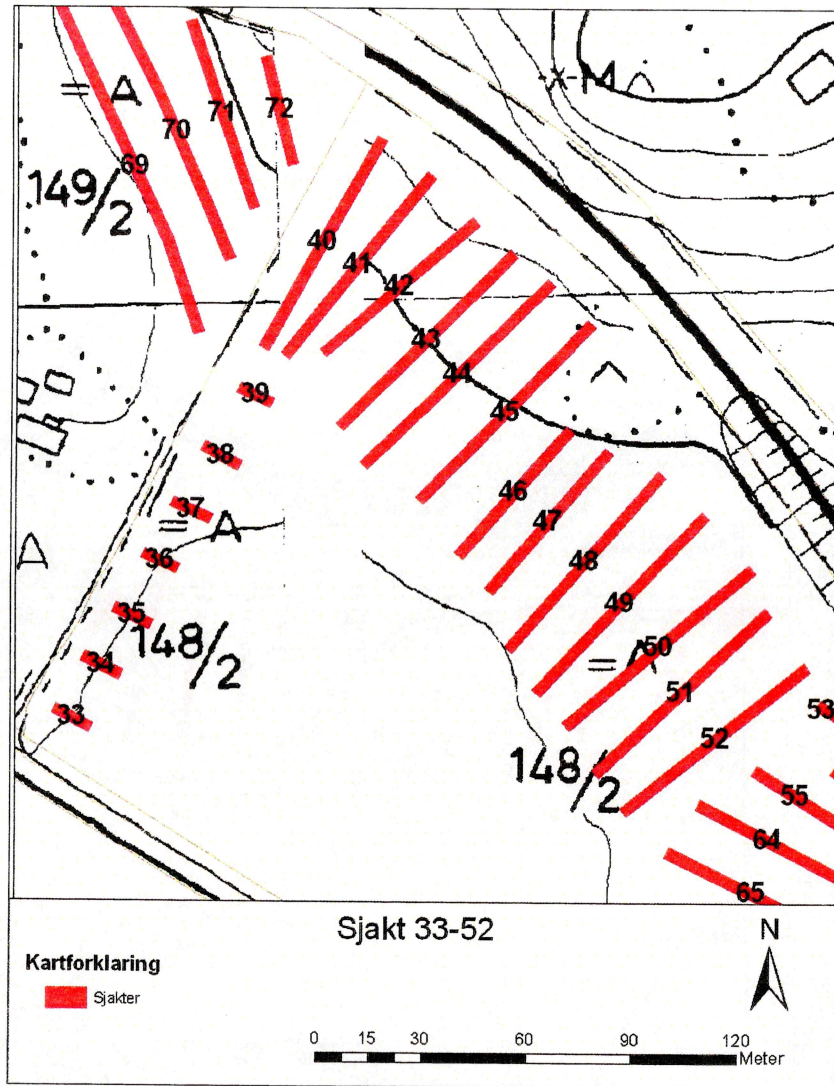 = A
71
72
70
69
149/2
-x-M
40
41
42
43
44
45
39
38
37
= A
36
35
148/2
34
33
A
46
47
48
49
= A
50
51
52
53
148/2
55
64
65
Sjakt 33-52
N
Kartforklaring
Sjakter
0 15 30 60 90 120
Meter